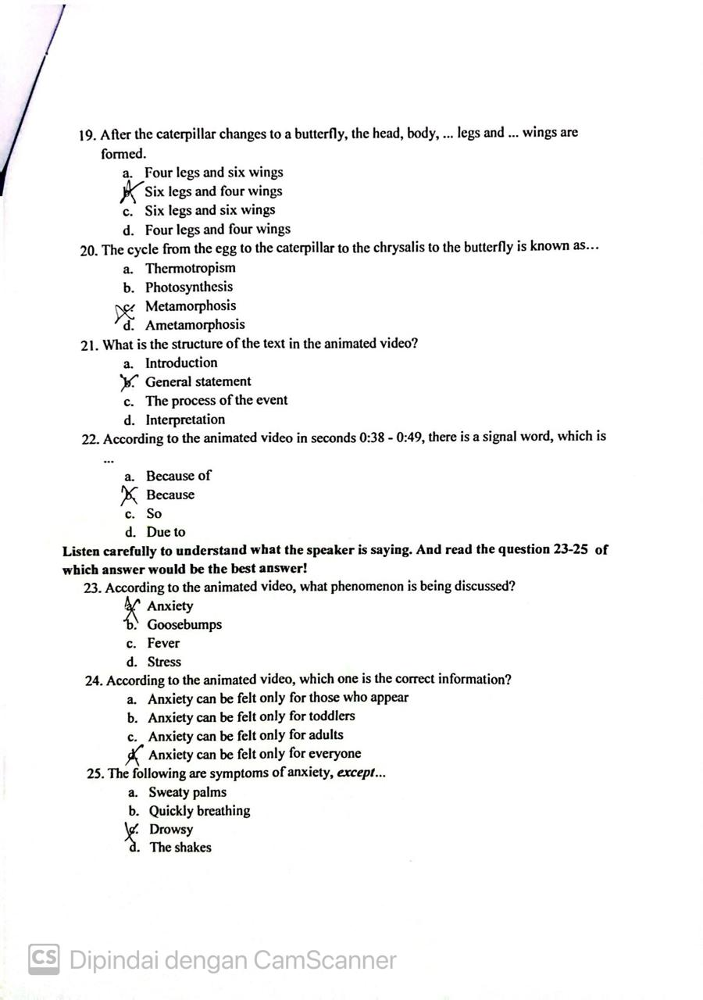 19. After the caterpillar changes to a butterfly, the head, body, ... legs and ... wings are
formed.
a. Four legs and six wings
b. Six legs and four wings
c. Six legs and six wings
d. Four legs and four wings
20. The cycle from the egg to the caterpillar to the chrysalis to the butterfly is known as...
a. Thermotropism
b. Photosynthesis
c. Metamorphosis
d. Ametamorphosis
21. What is the structure of the text in the animated video?
a. Introduction
b. General statement
c. The process of the event
d. Interpretation
22. According to the animated video in seconds 0:38 - 0:49, there is a signal word, which is
...
a. Because of
b. Because
c. So
d. Due to
Listen carefully to understand what the speaker is saying. And read the question 23-25 of
which answer would be the best answer!
23. According to the animated video, what phenomenon is being discussed?
a. Anxiety
b. Goosebumps
c. Fever
d. Stress
24. According to the animated video, which one is the correct information?
a. Anxiety can be felt only for those who appear
b. Anxiety can be felt only for toddlers
c. Anxiety can be felt only for adults
d. Anxiety can be felt only for everyone
25. The following are symptoms of anxiety, except...
a. Sweaty palms
b. Quickly breathing
c. Drowsy
d. The shakes
CS Dipindai dengan CamScanner